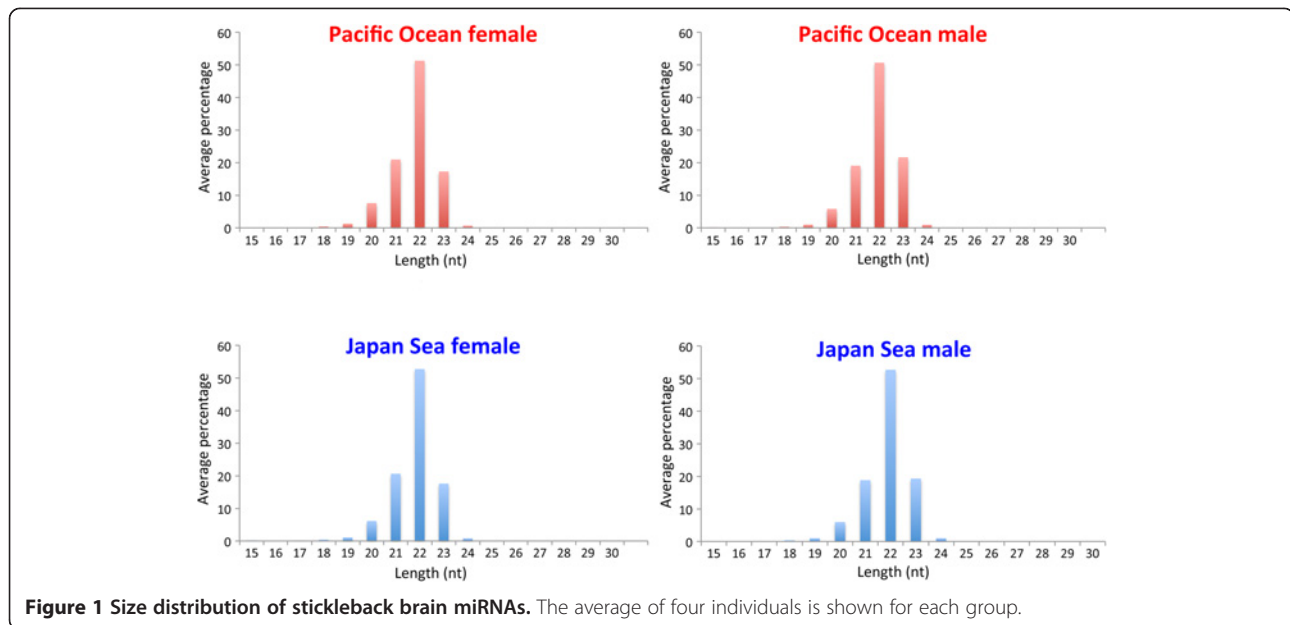 Pacific Ocean female
60
50
40
30
20
10
0
Average percentage
15 16 17 18 19 20 21 22 23 24 25 26 27 28 29 30
Length (nt)
Pacific Ocean male
60
50
40
30
20
10
0
Average percentage
15 16 17 18 19 20 21 22 23 24 25 26 27 28 29 30
Length (nt)
Japan Sea female
60
50
40
30
20
10
0
Average percentage
15 16 17 18 19 20 21 22 23 24 25 26 27 28 29 30
Length (nt)
Japan Sea male
60
50
40
30
20
10
0
Average percentage
15 16 17 18 19 20 21 22 23 24 25 26 27 28 29 30
Length (nt)
Figure 1 Size distribution of stickleback brain miRNAs. The average of four individuals is shown for each group.